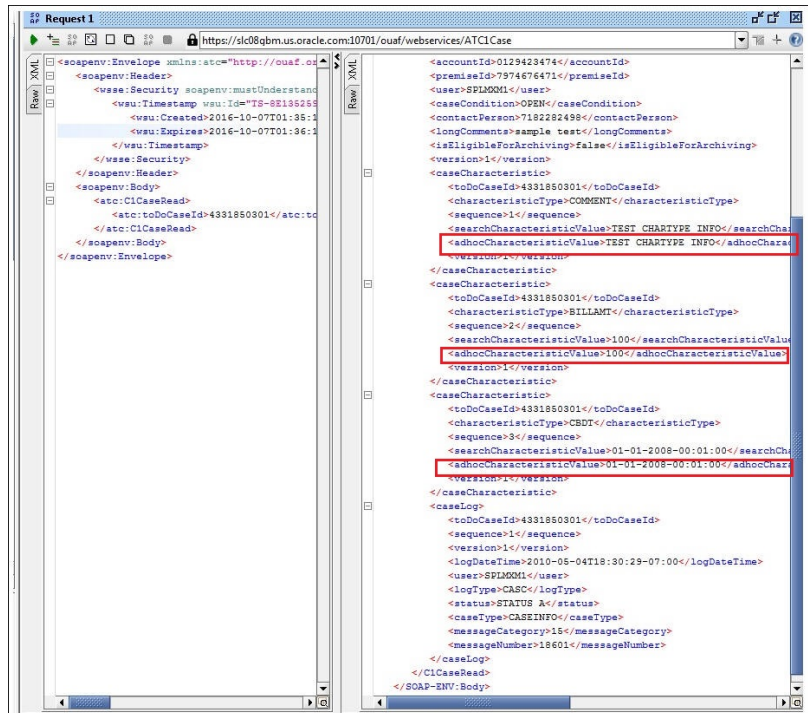 Request 1
https://slc08qbm.us.oracle.com:10701/ouaf/webservices/ATC1Case
XML
Raw
<soapenv:Envelope xmlns:atc="http://ouaf.or
<soapenv:Header>
<wsse:Security soapenv:mustUnderstand
<wsu:Timestamp wsu:Id="TS-8E135259
<wsu:Created>2016-10-07T01:35:1
<wsu:Expires>2016-10-07T01:36:1
</wsu:Timestamp>
</wsse:Security>
</soapenv:Header>
<soapenv:Body>
<atc:C1CaseRead>
<atc:toDoCaseId>4331850301</atc:to
</atc:C1CaseRead>
</soapenv:Body>
</soapenv:Envelope>
XML
Raw
<accountId>0129423474</accountId>
<premiseId>7974676471</premiseId>
<user>SPLMXM1</user>
<caseCondition>OPEN</caseCondition>
<contactPerson>7182282498</contactPerson>
<longComments>sample test</longComments>
<isEligibleForArchiving>false</isEligibleForArchiving>
<version>1</version>
<caseCharacteristic>
<toDoCaseId>4331850301</toDoCaseId>
<characteristicType>COMMENT</characteristicType>
<sequence>1</sequence>
<searchCharacteristicValue>TEST CHARTYPE INFO</searchChar
<adhocCharacteristicValue>TEST CHARTYPE INFO</adhocCharac
<version>1</version>
</caseCharacteristic>
<caseCharacteristic>
<toDoCaseId>4331850301</toDoCaseId>
<characteristicType>BILLAMT</characteristicType>
<sequence>2</sequence>
<searchCharacteristicValue>100</searchCharacteristicValue
<adhocCharacteristicValue>100</adhocCharacteristicValue>
<version>1</version>
</caseCharacteristic>
<caseCharacteristic>
<toDoCaseId>4331850301</toDoCaseId>
<characteristicType>CBDT</characteristicType>
<sequence>3</sequence>
<searchCharacteristicValue>01-01-2008-00:01:00</searchCha
<adhocCharacteristicValue>01-01-2008-00:01:00</adhocChara
<version>1</version>
</caseCharacteristic>
<caseLog>
<toDoCaseId>4331850301</toDoCaseId>
<sequence>1</sequence>
<version>1</version>
<logDateTime>2010-05-04T18:30:29-07:00</logDateTime>
<user>SPLMXM1</user>
<logType>CASC</logType>
<status>STATUS A</status>
<caseType>CASEINFO</caseType>
<messageCategory>15</messageCategory>
<messageNumber>18601</messageNumber>
</caseLog>
</C1CaseRead>
</SOAP-ENV:Body>